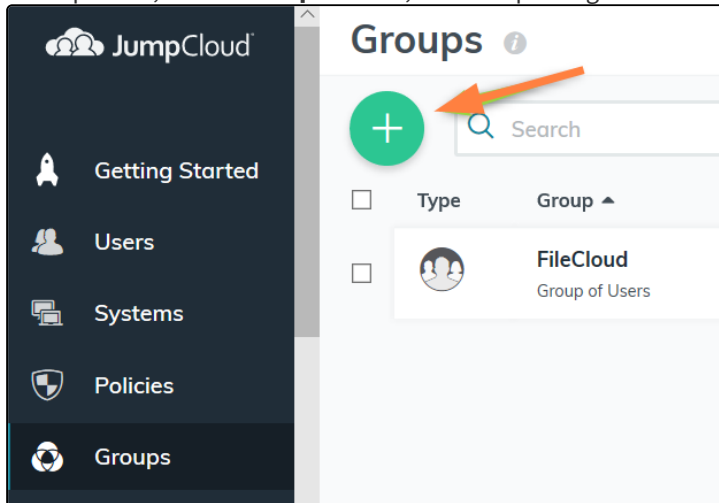 JumpCloud
Groups
Search
Getting Started
Type Group
Users
FileCloud
Group of Users
Systems
Policies
Groups